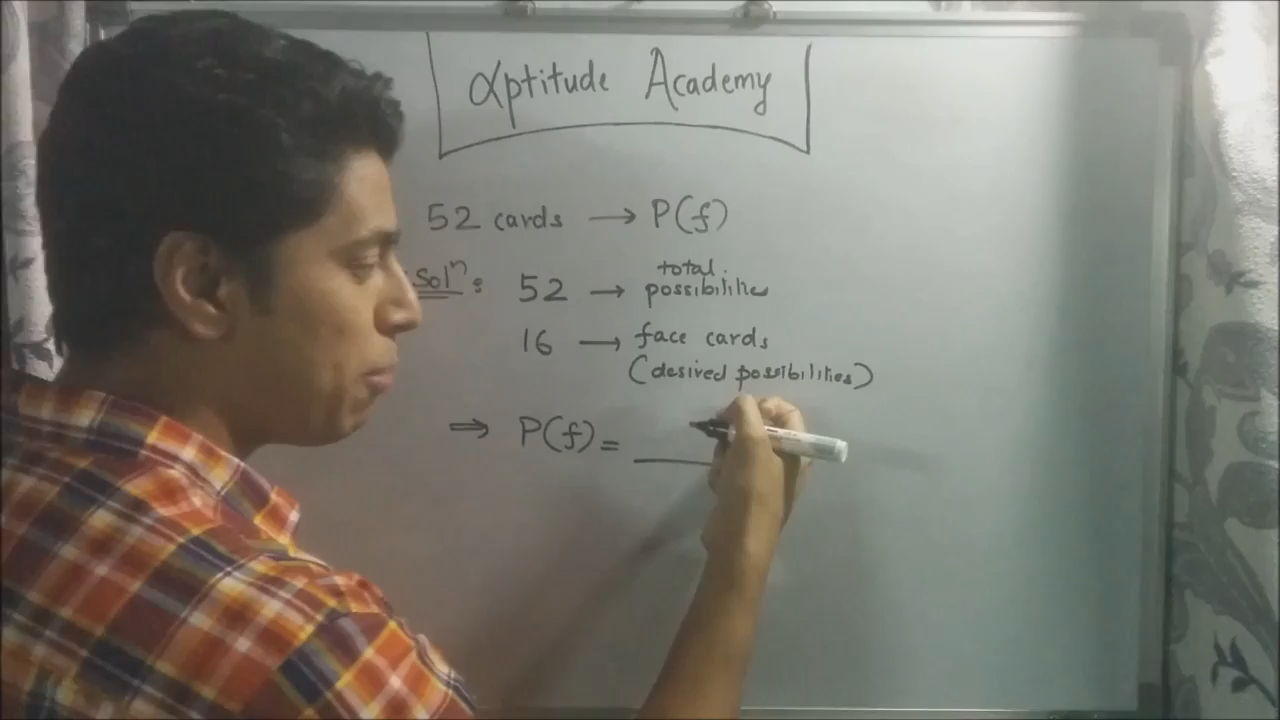 αptitude Academy
52 cards → P(f)
Solⁿ: 52 → total possibilities
16 → face cards
(desired possibilities)
⇒ P(f) =